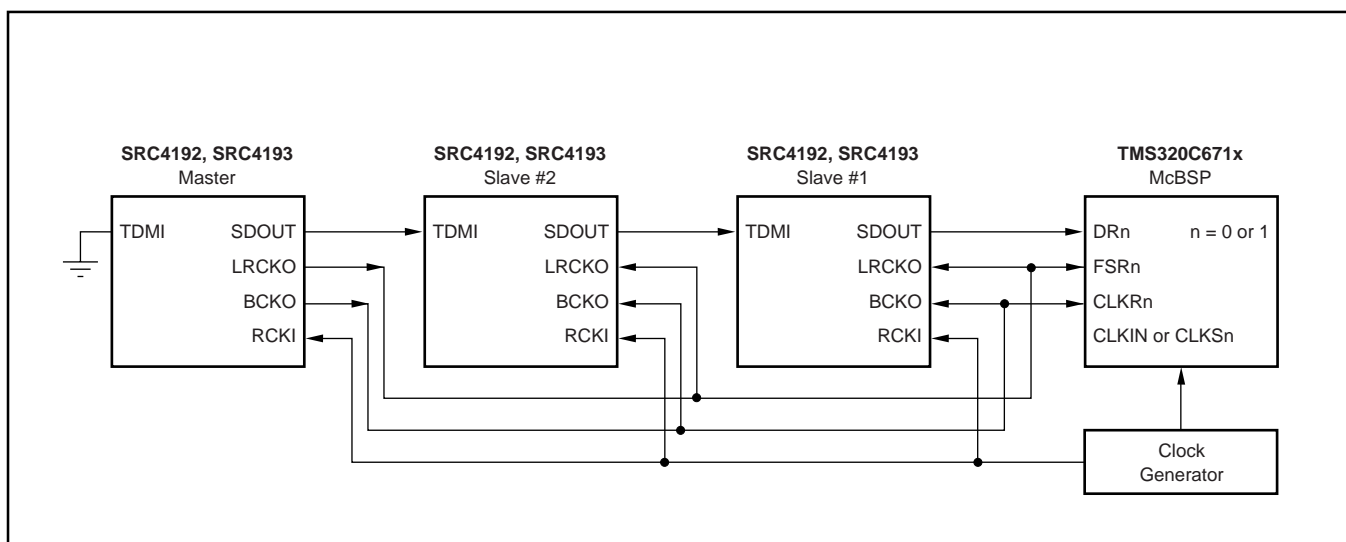 SRC4192, SRC4193
Master
TDMI
SDOUT
LRCKO
BCKO
RCKI
SRC4192, SRC4193
Slave #2
TDMI
SDOUT
LRCKO
BCKO
RCKI
SRC4192, SRC4193
Slave #1
TDMI
SDOUT
LRCKO
BCKO
RCKI
TMS320C671x
McBSP
DRn
n = 0 or 1
FSRn
CLKRn
CLKIN or CLKSn
Clock
Generator